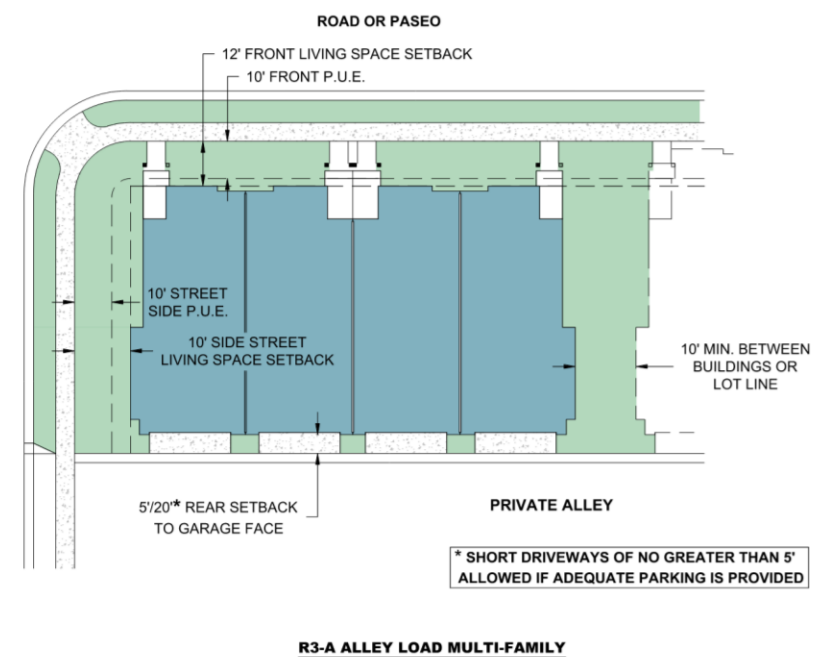 ROAD OR PASEO
12' FRONT LIVING SPACE SETBACK
10' FRONT P.U.E.
10' STREET
SIDE P.U.E.
10' SIDE STREET
LIVING SPACE SETBACK
10' MIN. BETWEEN
BUILDINGS OR
LOT LINE
5'/20'* REAR SETBACK
TO GARAGE FACE
PRIVATE ALLEY
* SHORT DRIVEWAYS OF NO GREATER THAN 5'
ALLOWED IF ADEQUATE PARKING IS PROVIDED
R3-A ALLEY LOAD MULTI-FAMILY